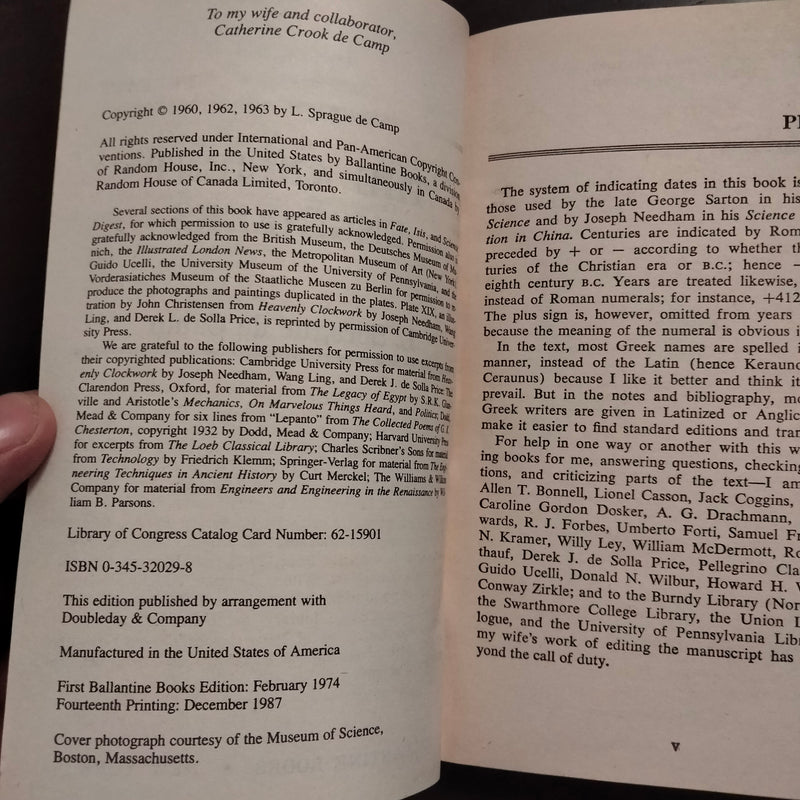 To my wife and collaborator,
Catherine Crook de Camp
Copyright © 1960, 1962, 1963 by L. Sprague de Camp
All rights reserved under International and Pan-American Copyright Con-
ventions. Published in the United States by Ballantine Books, a division
of Random House, Inc., New York, and simultaneously in Canada by
Random House of Canada Limited, Toronto.
Several sections of this book have appeared as articles in Fate, Isis, and Science
Digest, for which permission to use is gratefully acknowledged. Permission also is
gratefully acknowledged from the British Museum, the Deutsches Museum of Mu-
nich, the Illustrated London News, the Metropolitan Museum of Art (New York)
Guido Ucelli, the University Museum of the University of Pennsylvania, and the
Vorderasiatiches Museum of the Staatliche Museen zu Berlin for permission to re-
produce the photographs and paintings duplicated in the plates. Plate XIX, an illus-
tration by John Christensen from Heavenly Clockwork by Joseph Needham, Wang
Ling, and Derek L. de Solla Price, is reprinted by permission of Cambridge Univer-
sity Press.
We are grateful to the following publishers for permission to use excerpts from
their copyrighted publications: Cambridge University Press for material from Heav-
enly Clockwork by Joseph Needham, Wang Ling, and Derek J. de Solla Price: The
Clarendon Press, Oxford, for material from The Legacy of Egypt by S.R.K. Glan-
ville and Aristotle's Mechanics, On Marvelous Things Heard, and Politics; Dodd,
Mead & Company for six lines from "Lepanto" from The Collected Poems of G.K.
Chesterton, copyright 1932 by Dodd, Mead & Company; Harvard University Press
for excerpts from The Loeb Classical Library; Charles Scribner's Sons for material
from Technology by Friedrich Klemm; Springer-Verlag for material from The Engi-
neering Techniques in Ancient History by Curt Merckel; The Williams & Wilkins
Company for material from Engineers and Engineering in the Renaissance by Wil-
liam B. Parsons.
Library of Congress Catalog Card Number: 62-15901
ISBN 0-345-32029-8
This edition published by arrangement with
Doubleday & Company
Manufactured in the United States of America
First Ballantine Books Edition: February 1974
Fourteenth Printing: December 1987
Cover photograph courtesy of the Museum of Science,
Boston, Massachusetts.
The system of indicating dates in this book is
those used by the late George Sarton in his
Science and by Joseph Needham in his Science
tion in China. Centuries are indicated by Rom
preceded by + or — according to whether th
turies of the Christian era or B.C.; hence —
eighth century B.C. Years are treated likewise,
instead of Roman numerals; for instance, +412
The plus sign is, however, omitted from years
because the meaning of the numeral is obvious i
In the text, most Greek names are spelled i
manner, instead of the Latin (hence Keraun
Ceraunus) because I like it better and think it
prevail. But in the notes and bibliography, mo
Greek writers are given in Latinized or Anglic
make it easier to find standard editions and tran
For help in one way or another with this w
ing books for me, answering questions, checking
tions, and criticizing parts of the text—I am
Allen T. Bonnell, Lionel Casson, Jack Coggins,
Caroline Gordon Dosker, A. G. Drachmann,
wards, R. J. Forbes, Umberto Forti, Samuel Fr
N. Kramer, Willy Ley, William McDermott, Ro
thauf, Derek J. de Solla Price, Pellegrino Cla
Guido Ucelli, Donald N. Wilbur, Howard H. W
Conway Zirkle; and to the Burndy Library (Nor
the Swarthmore College Library, the Union L
logue, and the University of Pennsylvania Libr
my wife's work of editing the manuscript has
yond the call of duty.
v